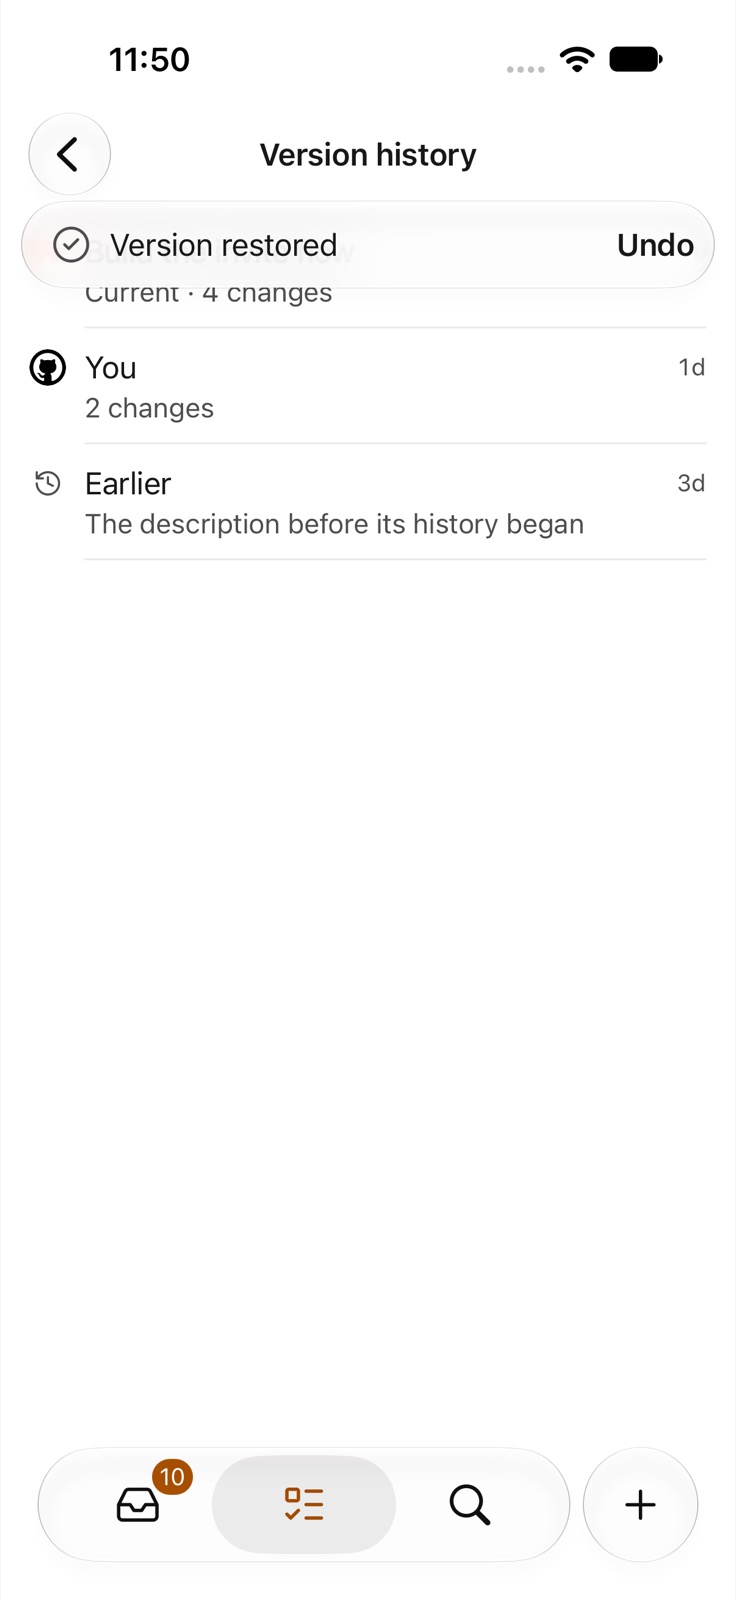 11:50
Version history
Version restored
Undo
Current · 4 changes
You
1d
2 changes
Earlier
3d
The description before its history began
10